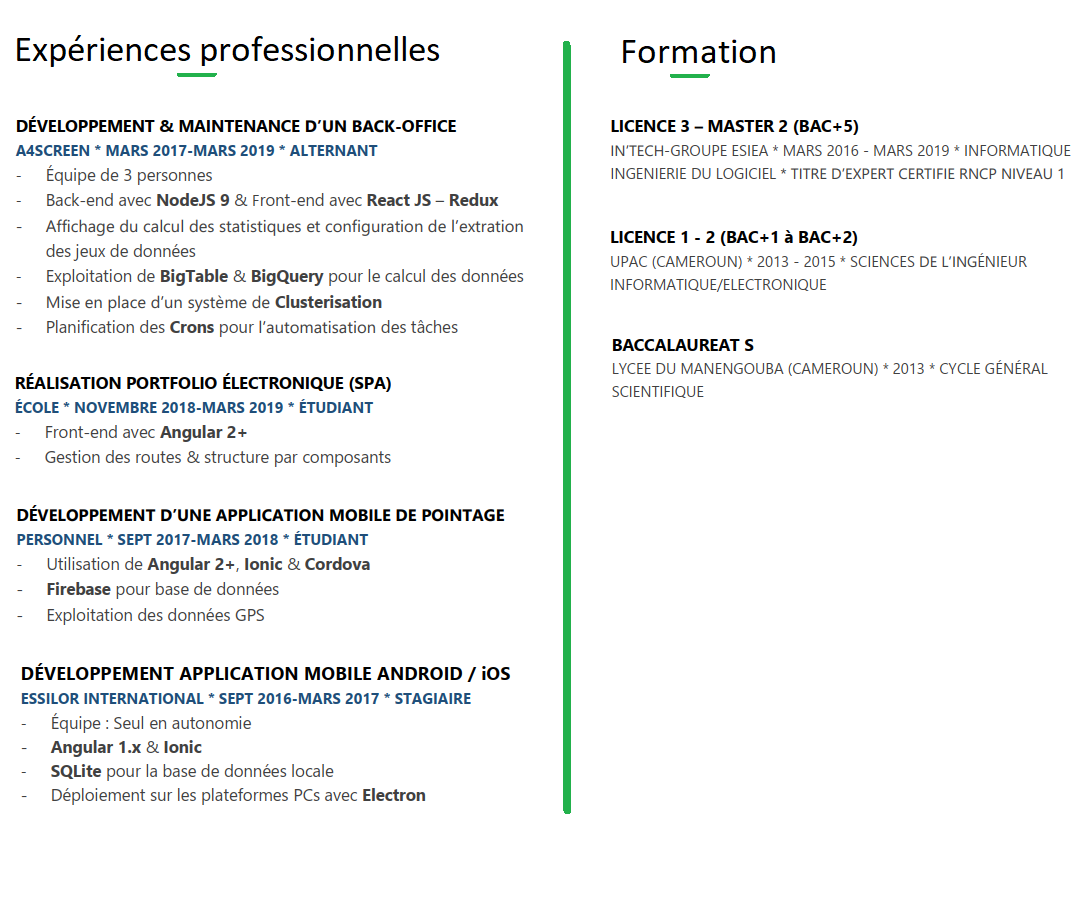 Expériences professionnelles
DÉVELOPPEMENT & MAINTENANCE D’UN BACK-OFFICE
A4SCREEN * MARS 2017-MARS 2019 * ALTERNANT
- Équipe de 3 personnes
- Back-end avec NodeJS 9 & Front-end avec React JS – Redux
- Affichage du calcul des statistiques et configuration de l’extration
des jeux de données
- Exploitation de BigTable & BigQuery pour le calcul des données
- Mise en place d’un système de Clusterisation
- Planification des Crons pour l’automatisation des tâches
RÉALISATION PORTFOLIO ÉLECTRONIQUE (SPA)
ÉCOLE * NOVEMBRE 2018-MARS 2019 * ÉTUDIANT
- Front-end avec Angular 2+
- Gestion des routes & structure par composants
DÉVELOPPEMENT D’UNE APPLICATION MOBILE DE POINTAGE
PERSONNEL * SEPT 2017-MARS 2018 * ÉTUDIANT
- Utilisation de Angular 2+, Ionic & Cordova
- Firebase pour base de données
- Exploitation des données GPS
DÉVELOPPEMENT APPLICATION MOBILE ANDROID / iOS
ESSILOR INTERNATIONAL * SEPT 2016-MARS 2017 * STAGIAIRE
- Équipe : Seul en autonomie
- Angular 1.x & Ionic
- SQLite pour la base de données locale
- Déploiement sur les plateformes PCs avec Electron
Formation
LICENCE 3 – MASTER 2 (BAC+5)
IN’TECH-GROUPE ESIEA * MARS 2016 - MARS 2019 * INFORMATIQUE
INGENIERIE DU LOGICIEL * TITRE D’EXPERT CERTIFIE RNCP NIVEAU 1
LICENCE 1 - 2 (BAC+1 à BAC+2)
UPAC (CAMEROUN) * 2013 - 2015 * SCIENCES DE L’INGÉNIEUR
INFORMATIQUE/ELECTRONIQUE
BACCALAUREAT S
LYCEE DU MANENGOUBA (CAMEROUN) * 2013 * CYCLE GÉNÉRAL
SCIENTIFIQUE